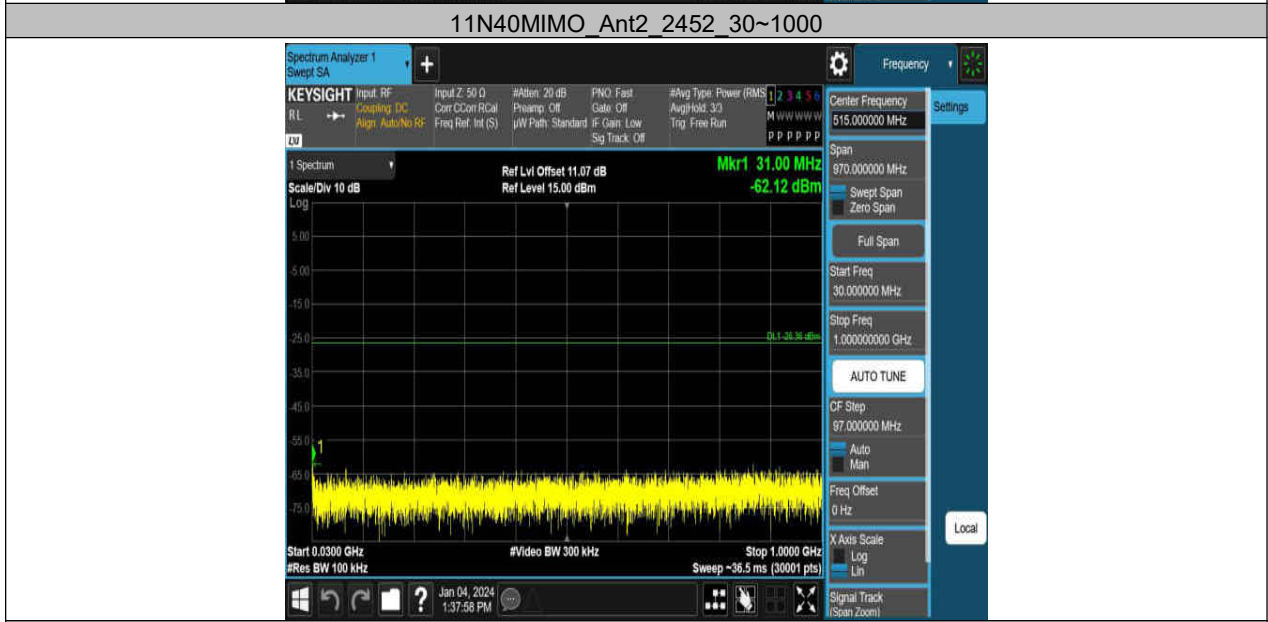 11N40MIMO_Ant2_2452_30~1000
Spectrum Analyzer 1
Swept SA
+
Frequency
KEYSIGHT
RL
Input: RF
Coupling: DC
Align: Auto/No RF
Input Z: 50 Ω
Corr CCorr RCal
Freq Ref: Int (S)
#Atten: 20 dB
Preamp: Off
µW Path: Standard
PNO: Fast
Gate: Off
IF Gain: Low
Sig Track: Off
#Avg Type: Power (RMS
Avg|Hold: 3/3
Trig: Free Run
1 2 3 4 5 6
M W W W W W
P P P P P P
1 Spectrum
Scale/Div 10 dB
Log
Ref Lvl Offset 11.07 dB
Ref Level 15.00 dBm
Mkr1 31.00 MHz
-62.12 dBm
5.00
-5.00
-15.0
-25.0
DL1 -26.36 dBm
-35.0
-45.0
-55.0
1
-65.0
-75.0
Start 0.0300 GHz
#Res BW 100 kHz
#Video BW 300 kHz
Stop 1.0000 GHz
Sweep ~36.5 ms (30001 pts)
Jan 04, 2024
1:37:58 PM
Center Frequency
515.000000 MHz
Settings
Span
970.000000 MHz
Swept Span
Zero Span
Full Span
Start Freq
30.000000 MHz
Stop Freq
1.000000000 GHz
AUTO TUNE
CF Step
97.000000 MHz
Auto
Man
Freq Offset
0 Hz
X Axis Scale
Log
Lin
Local
Signal Track
(Span Zoom)